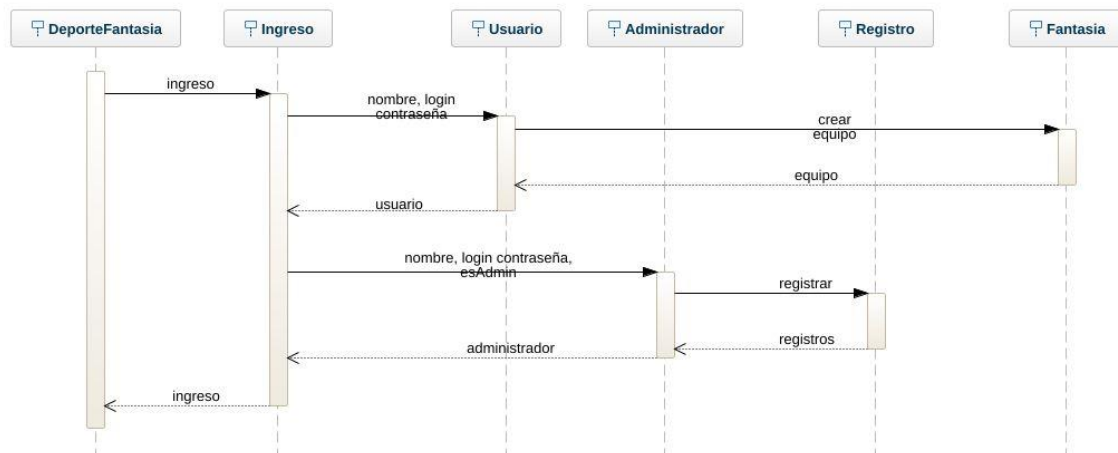 DeporteFantasia
Ingreso
Usuario
Administrador
Registro
Fantasia
ingreso
nombre, login
contraseña
crear
equipo
equipo
usuario
nombre, login contraseña,
esAdmin
registrar
registros
administrador
ingreso